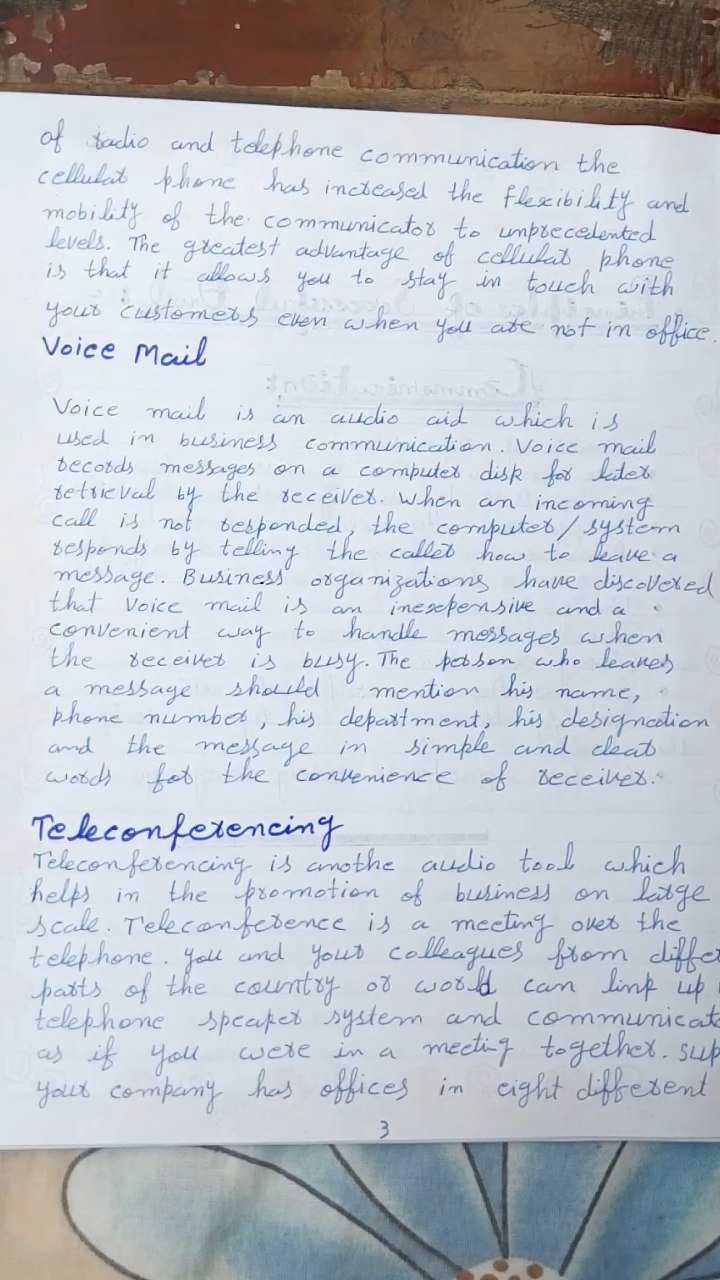 of radio and telephone communication the
cellular phone has increased the flexibility and
mobility of the communicator to unprecedented
levels. The greatest advantage of cellular phone
is that it allows you to stay in touch with
your customers even when you are not in office.
Voice Mail
Voice mail is an audio aid which is
used in business communication. Voice mail
records messages on a computer disk for later
retrieval by the receiver. When an incoming
call is not responded, the computer/system
responds by telling the caller how to leave a
message. Business organizations have discovered
that Voice mail is an inexpensive and a
convenient way to handle messages when
the receiver is busy. The person who leaves
a message should mention his name,
phone number, his department, his designation
and the message in simple and clear
words for the convenience of receiver.
Teleconferencing
Teleconferencing is anothe audio tool which
helps in the promotion of business on large
scale. Teleconference is a meeting over the
telephone. you and your colleagues from differ
parts of the country or world can link up
telephone speaper system and communicat
as if you were in a meeting together. sup
your company has offices in eight different
3